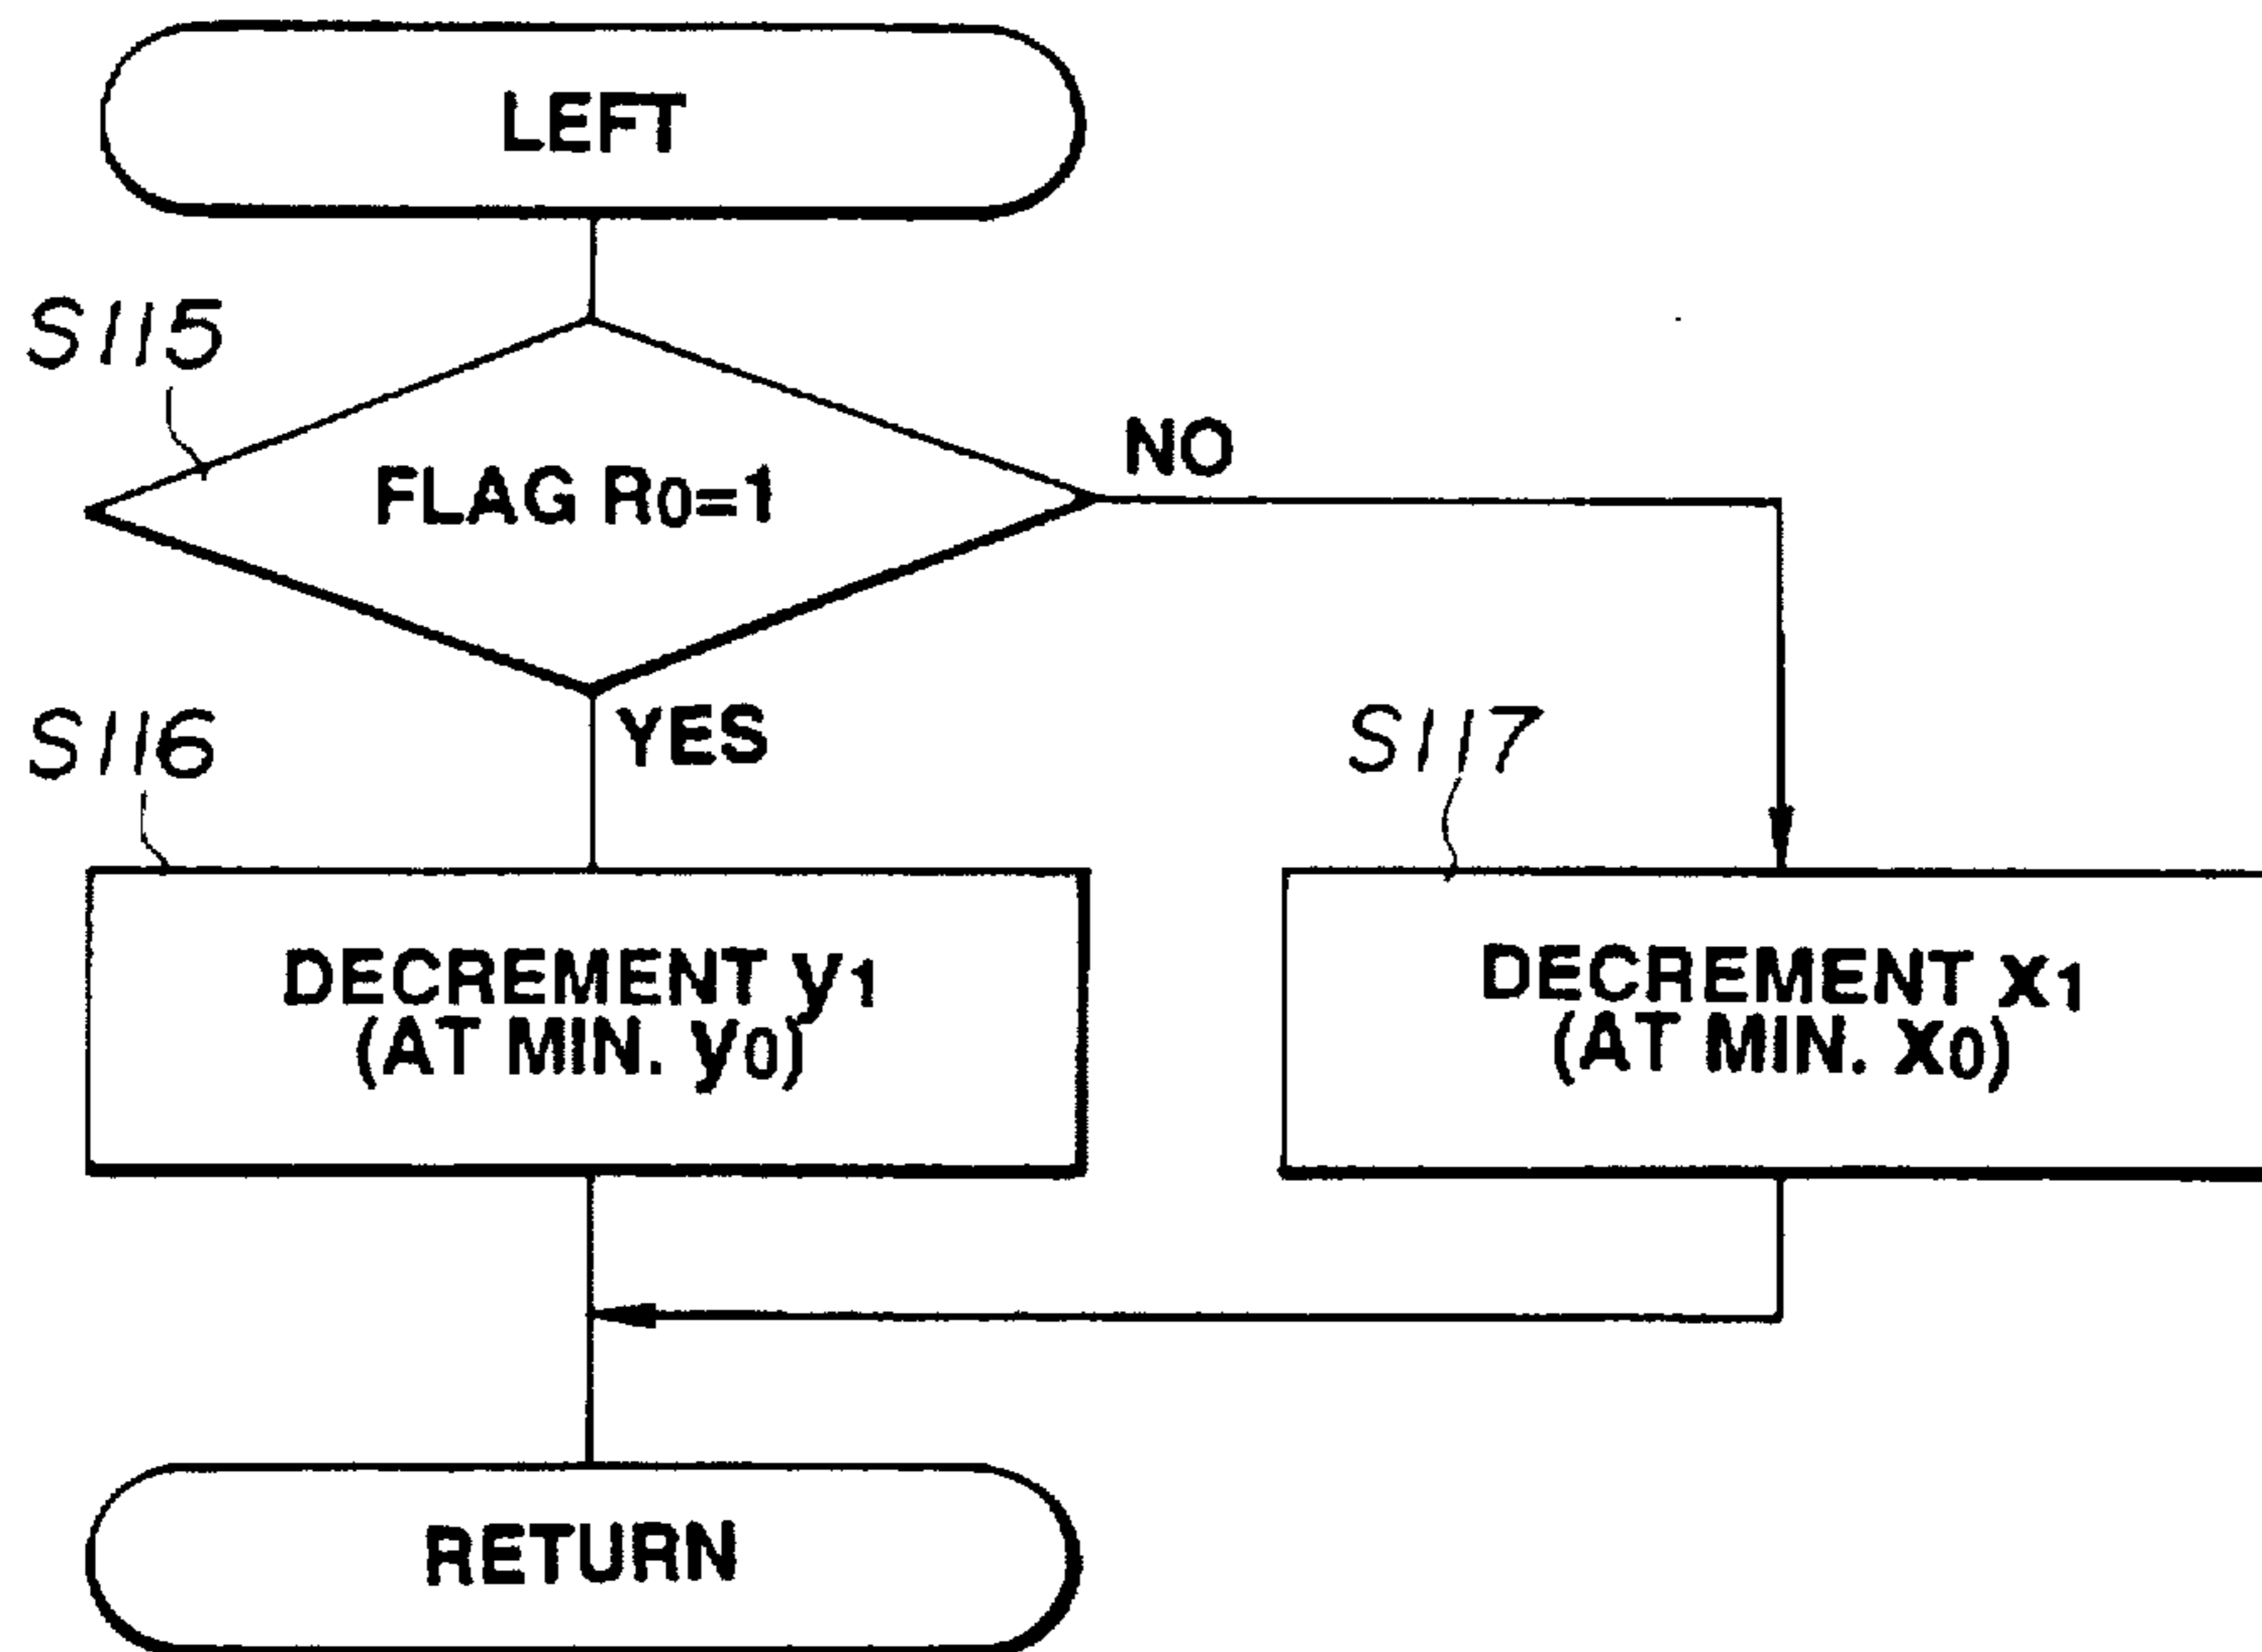 LEFT
S115
FLAG R0=1
NO
YES
S116
S117
DECREMENT y1
(AT MIN. y0)
DECREMENT x1
(AT MIN. x0)
RETURN